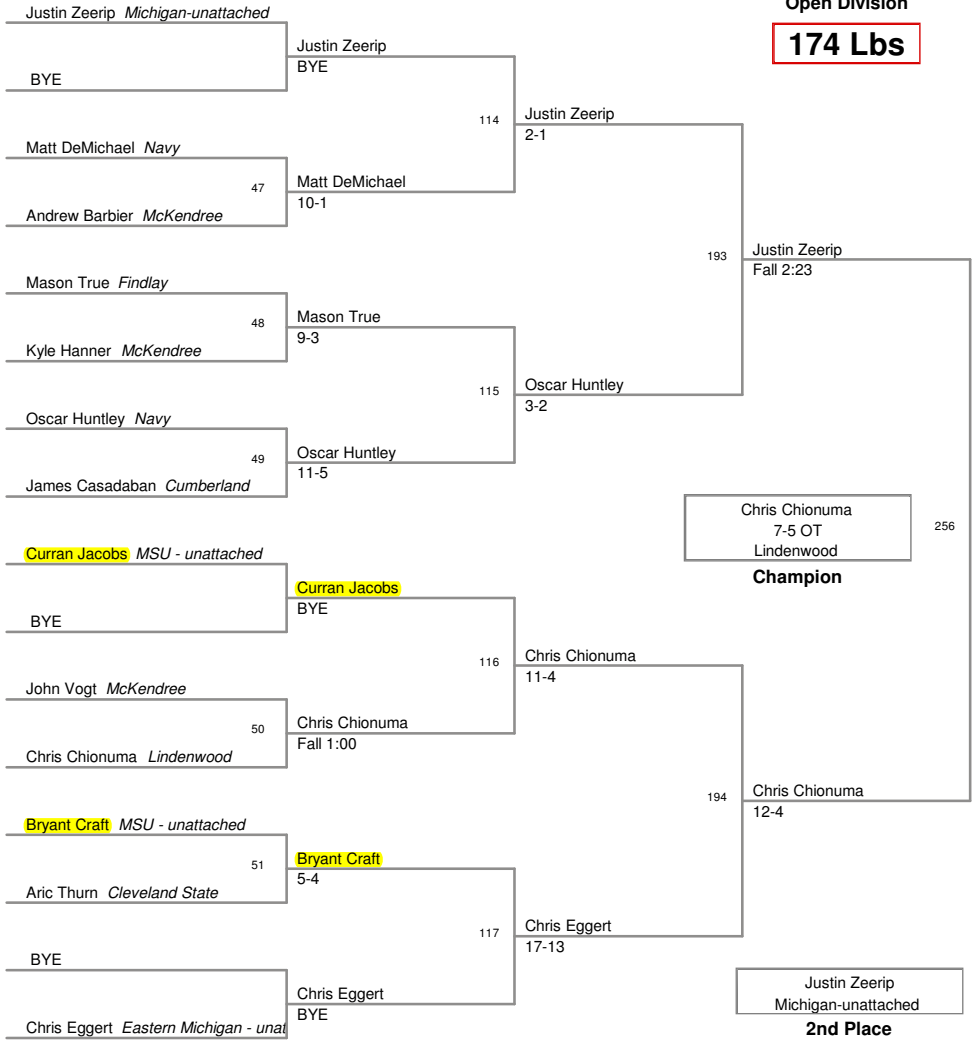 Open Division
174 Lbs
Justin Zeerip Michigan-unattached
BYE
Matt DeMichael Navy
47
Andrew Barbier McKendree
Mason True Findlay
48
Kyle Hanner McKendree
Oscar Huntley Navy
49
James Casadaban Cumberland
Curran Jacobs MSU - unattached
BYE
John Vogt McKendree
50
Chris Chionuma Lindenwood
Bryant Craft MSU - unattached
51
Aric Thurn Cleveland State
BYE
Chris Eggert Eastern Michigan - unat
Justin Zeerip
BYE
114
Matt DeMichael
10-1
Mason True
9-3
115
Oscar Huntley
11-5
Curran Jacobs
BYE
116
Chris Chionuma
Fall 1:00
Bryant Craft
5-4
117
Chris Eggert
BYE
Justin Zeerip
2-1
193
Oscar Huntley
3-2
Chris Chionuma
11-4
194
Chris Eggert
17-13
Justin Zeerip
Fall 2:23
256
Chris Chionuma
12-4
Chris Chionuma
7-5 OT
Lindenwood
Champion
Justin Zeerip
Michigan-unattached
2nd Place